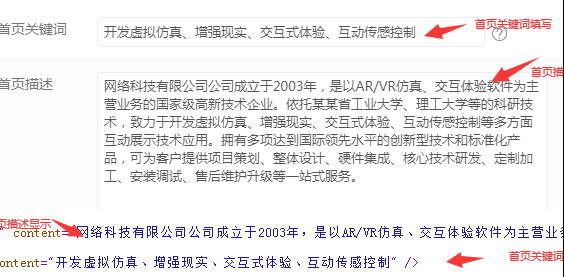 首页关键词
开发虚拟仿真、增强现实、交互式体验、互动传感控制
首页关键词填写
首页描述
首页描
网络科技有限公司公司成立于2003年，是以AR/VR仿真、交互体验软件为主
营业务的国家级高新技术企业。依托某某省工业大学、理工大学等的科研技
术，致力于开发虚拟仿真、增强现实、交互式体验、互动传感控制等多方面
互动展示技术应用。拥有多项达到国际领先水平的创新型技术和标准化产
品，可为客户提供项目策划、整体设计、硬件集成、核心技术研发、定制加
工、安装调试、售后维护升级等一站式服务。
页描述显示
" content="网络科技有限公司公司成立于2003年，是以AR/VR仿真、交互体验软件为主营业务
content="开发虚拟仿真、增强现实、交互式体验、互动传感控制" />
首页关键词